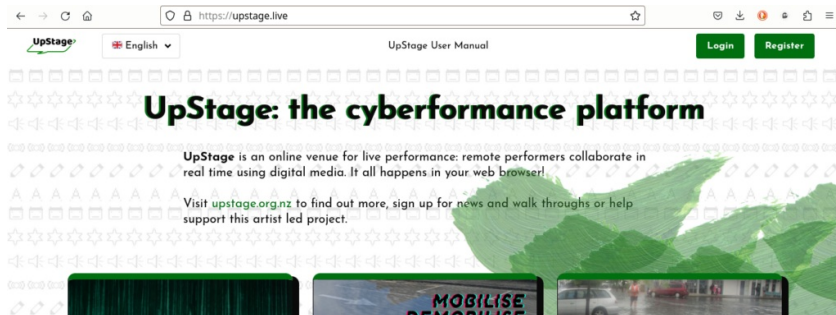 https://upstage.live
UpStage
English
UpStage User Manual
Login
Register
UpStage: the cyberformance platform
UpStage is an online venue for live performance: remote performers collaborate in
real time using digital media. It all happens in your web browser!
Visit upstage.org.nz to find out more, sign up for news and walk throughs or help
support this artist led project.
MOBILISE
DEMOBILISE